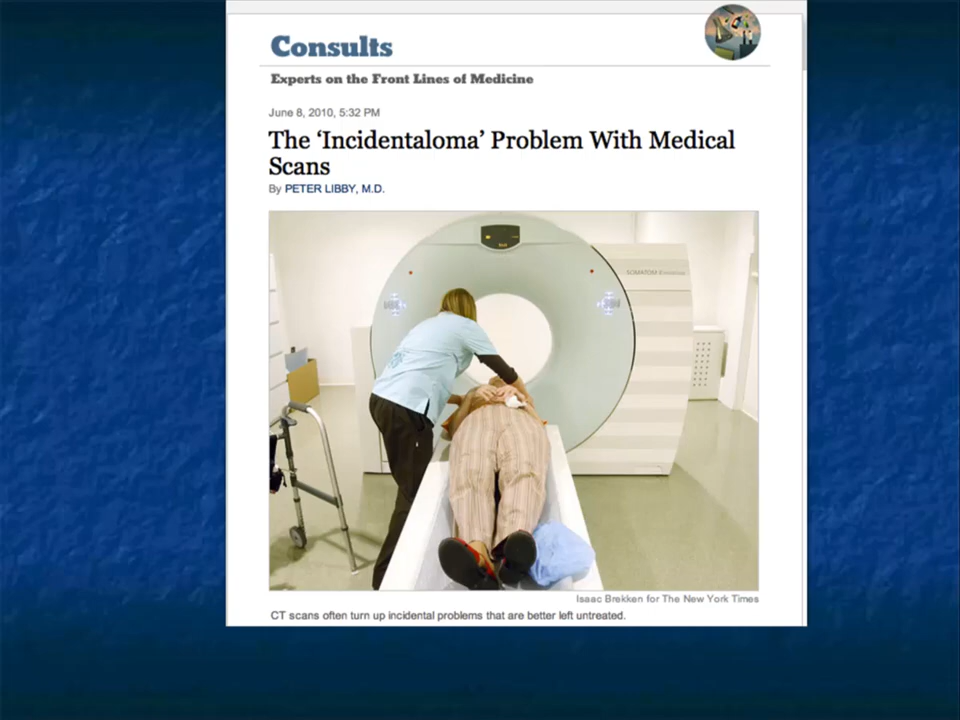 Consults
Experts on the Front Lines of Medicine
June 8, 2010, 5:32 PM
The ‘Incidentaloma’ Problem With Medical
Scans
By PETER LIBBY, M.D.
SOMATOM Emotion
Isaac Brekken for The New York Times
CT scans often turn up incidental problems that are better left untreated.